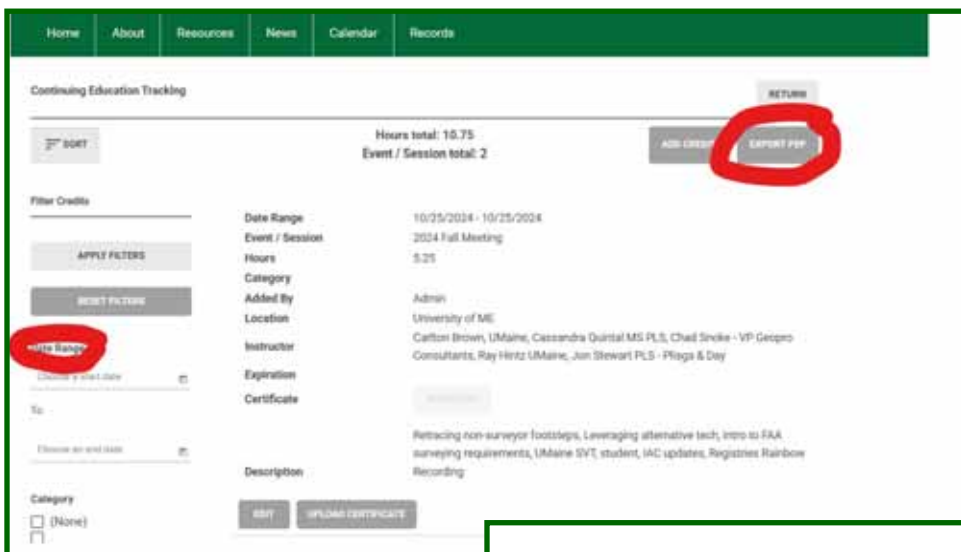 Home About Resources News Calendar Records
Continuing Education Tracking
RETURN
SORT
Hours total: 10.75
Event / Session total: 2
ADD CREDIT
EXPORT PDF
Filter Credits
APPLY FILTERS
RESET FILTERS
Date Range
Choose a start date
To
Choose an end date
Category
(None)
Date Range 10/25/2024 - 10/25/2024
Event / Session 2024 Fall Meeting
Hours 5.25
Category
Added By Admin
Location University of ME
Instructor Carlton Brown, UMaine, Cassandra Quintal MS PLS, Chad Snoke - VP Geopro
Consultants, Ray Hintz UMaine, Jon Stewart PLS - Plisga & Day
Expiration
Certificate
Description Retracing non-surveyor footsteps, Leveraging alternative tech, intro to FAA
surveying requirements, UMaine SVT, student, IAC updates, Registries Rainbow
Recording
EDIT UPLOAD CERTIFICATE